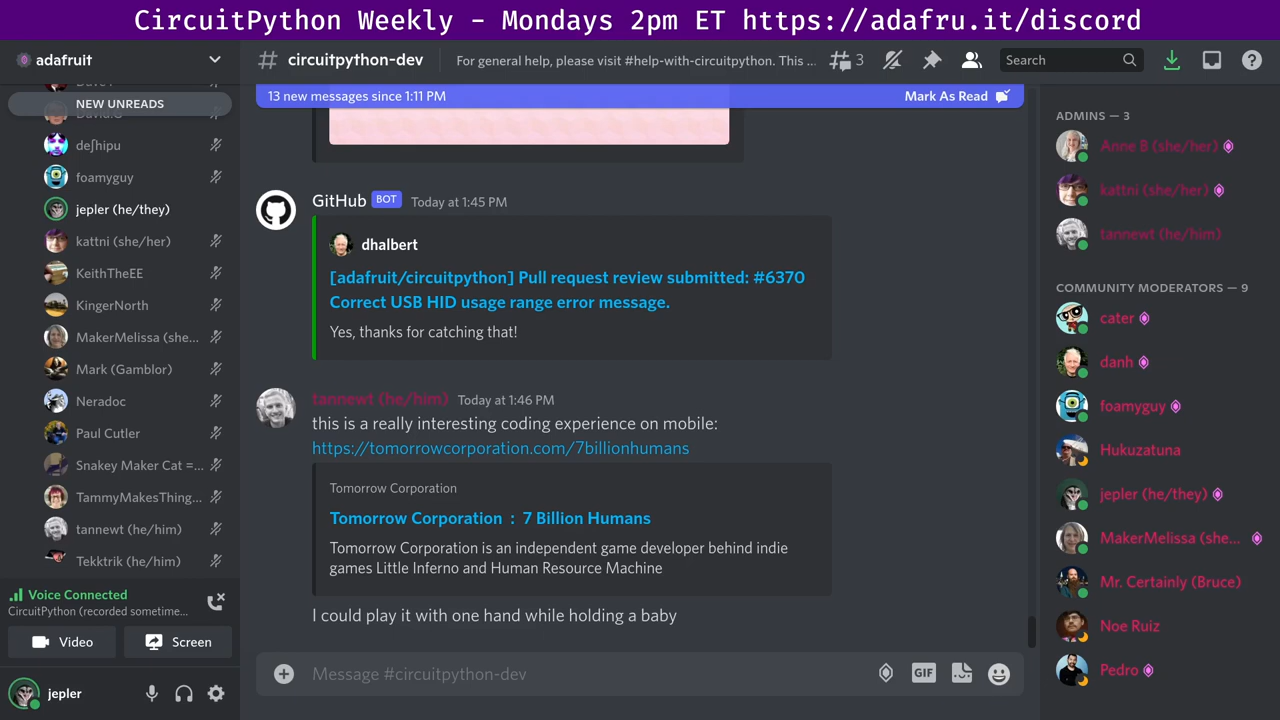 CircuitPython Weekly - Mondays 2pm ET https://adafru.it/discord
adafruit
circuitpython-dev
For general help, please visit #help-with-circuitpython. This ...
3
Search
NEW UNREADS
David.G
deʃhipu
foamyguy
jepler (he/they)
kattni (she/her)
KeithTheEE
KingerNorth
MakerMelissa (she...
Mark (Gamblor)
Neradoc
Paul Cutler
Snakey Maker Cat =...
TammyMakesThing...
tannewt (he/him)
Tekktrik (he/him)
Voice Connected
CircuitPython (recorded sometime...
Video
Screen
jepler
13 new messages since 1:11 PM
Mark As Read
GitHub BOT Today at 1:45 PM
dhalbert
[adafruit/circuitpython] Pull request review submitted: #6370
Correct USB HID usage range error message.
Yes, thanks for catching that!
tannewt (he/him) Today at 1:46 PM
this is a really interesting coding experience on mobile:
https://tomorrowcorporation.com/7billionhumans
Tomorrow Corporation
Tomorrow Corporation : 7 Billion Humans
Tomorrow Corporation is an independent game developer behind indie
games Little Inferno and Human Resource Machine
I could play it with one hand while holding a baby
Message #circuitpython-dev
GIF
ADMINS — 3
Anne B (she/her)
kattni (she/her)
tannewt (he/him)
COMMUNITY MODERATORS — 9
cater
danh
foamyguy
Hukuzatuna
jepler (he/they)
MakerMelissa (she...
Mr. Certainly (Bruce)
Noe Ruiz
Pedro